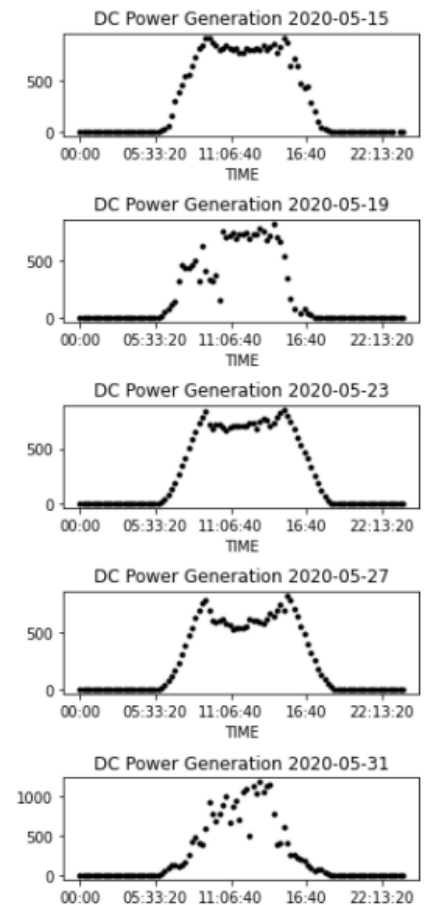 DC Power Generation 2020-05-15
500
0
00:00 05:33:20 11:06:40 16:40 22:13:20
TIME
DC Power Generation 2020-05-19
500
0
00:00 05:33:20 11:06:40 16:40 22:13:20
TIME
DC Power Generation 2020-05-23
500
0
00:00 05:33:20 11:06:40 16:40 22:13:20
TIME
DC Power Generation 2020-05-27
500
0
00:00 05:33:20 11:06:40 16:40 22:13:20
TIME
DC Power Generation 2020-05-31
1000
500
0
00:00 05:33:20 11:06:40 16:40 22:13:20